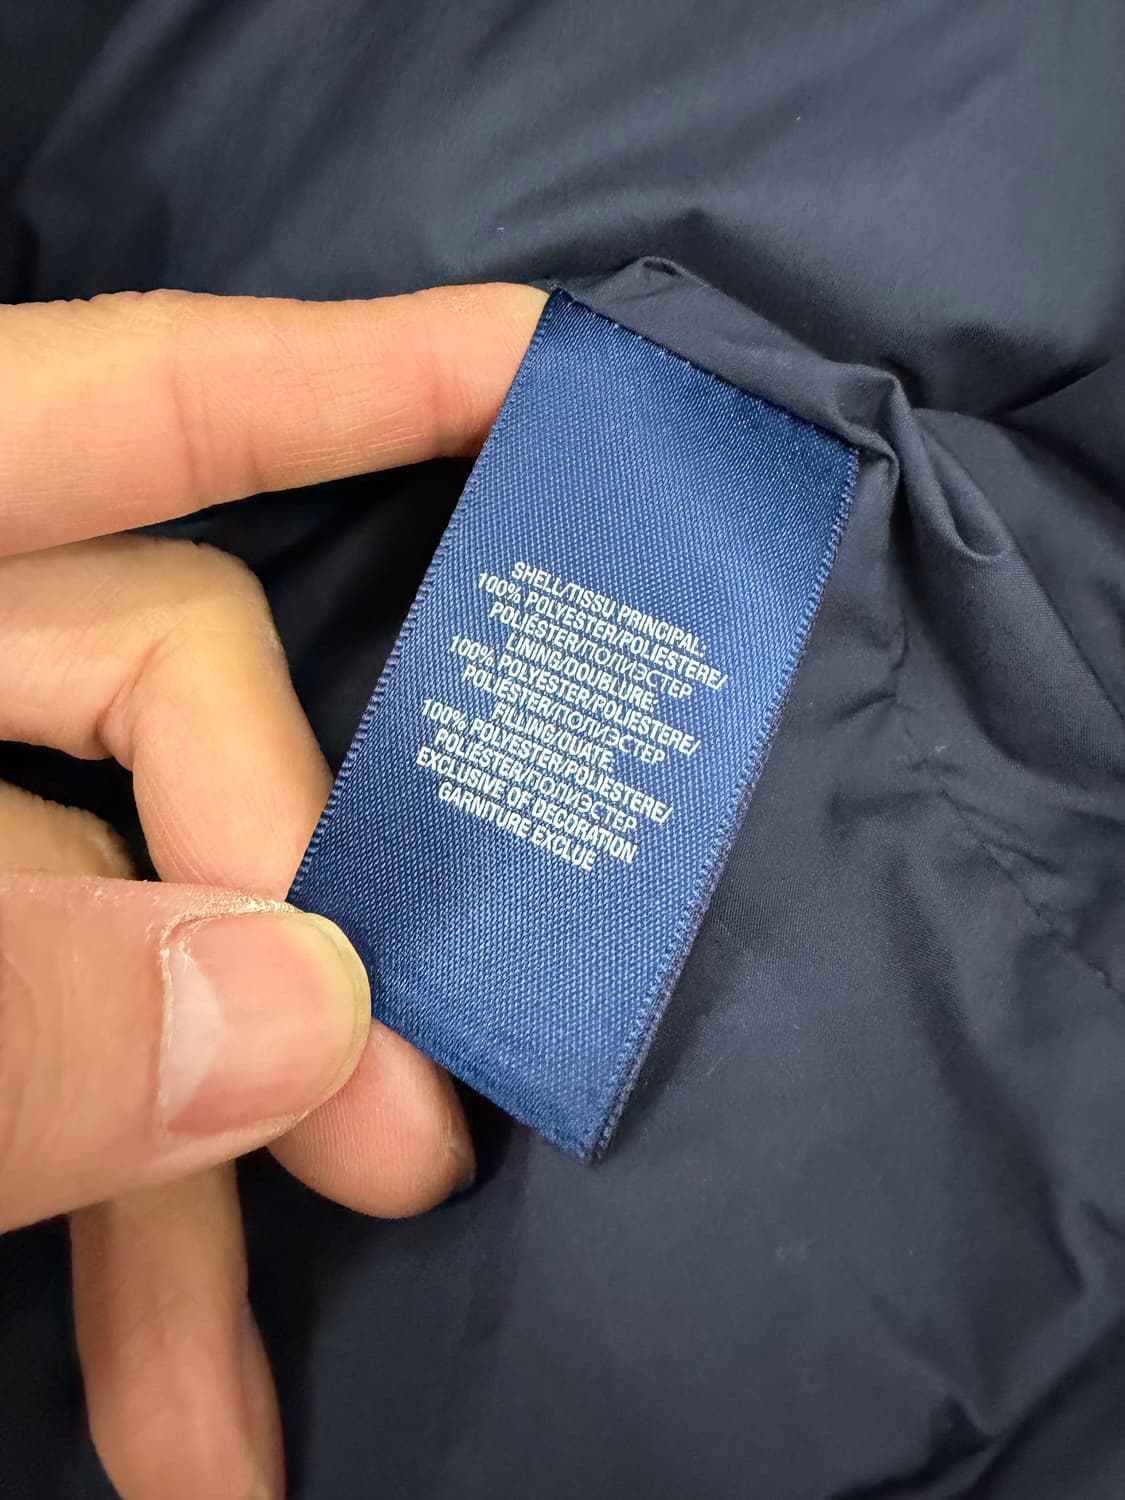 SHELL/TISSU PRINCIPAL
100% POLYESTER/POLIESTERE/
POLIÉSTER/ПОЛИЭСТЕР
LINING/DOUBLURE
100% POLYESTER/POLIESTERE/
POLIÉSTER/ПОЛИЭСТЕР
FILLING/OUATE
100% POLYESTER/POLIESTERE/
POLIÉSTER/ПОЛИЭСТЕР
EXCLUSIVE OF DECORATION
GARNITURE EXCLUE